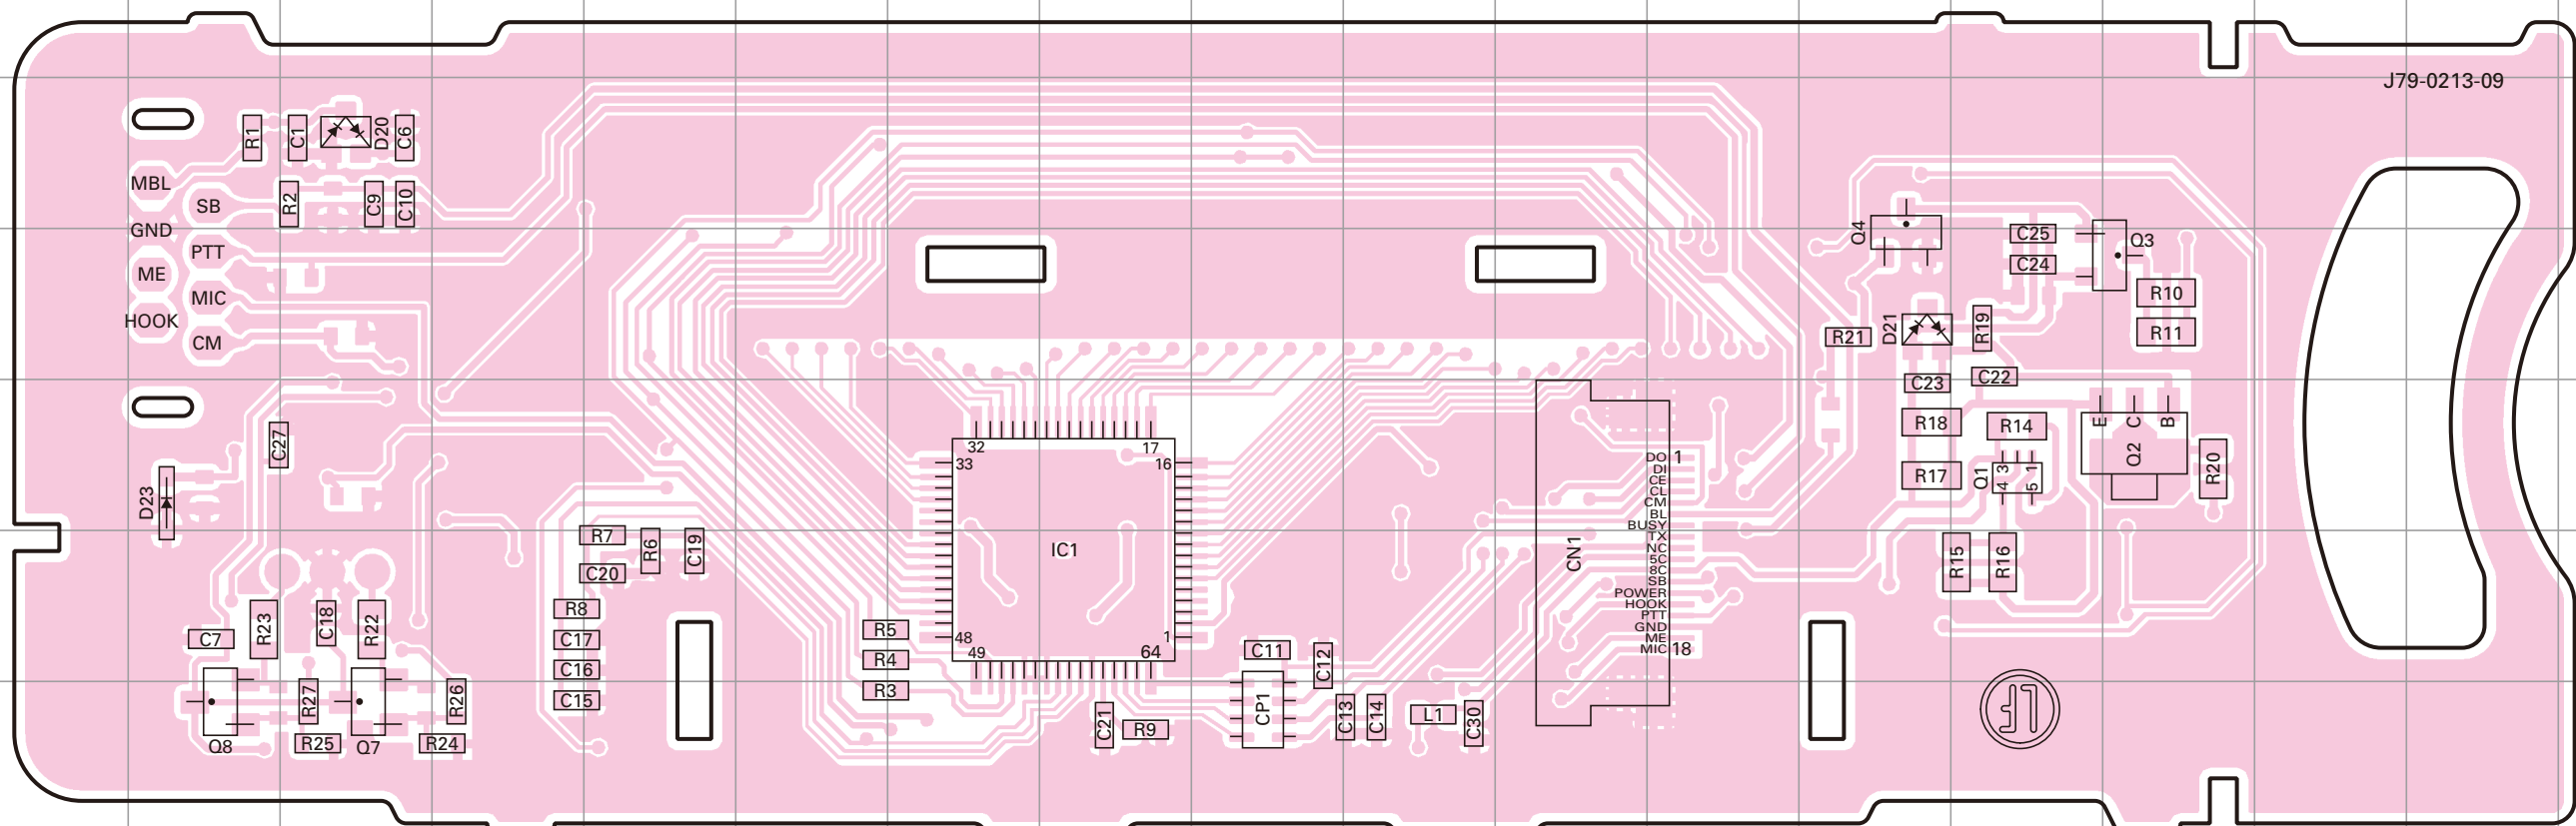 J79-0213-09
R1
C1
D20
C6
MBL
SB
R2
C9
C10
GND
PTT
ME
MIC
HOOK
CM
Q4
C25
Q3
C24
R10
R11
R21
D21
R19
C23
C22
R18
R14
E
C
B
Q2
R20
R17
Q1
3
1
4
5
R15
R16
C27
D23
32
17
33
16
IC1
48
1
49
64
R7
R6
C19
C20
R8
C17
C16
C15
R5
R4
R3
C7
R23
C18
R22
R27
R26
Q8
R25
Q7
R24
C21
R9
C11
C12
CP1
C13
C14
L1
C30
CN1
DO 1
DI
CE
CL
CM
BL
BUSY
TX
NC
5C
8C
SB
POWER
HOOK
PTT
GND
ME
MIC 18